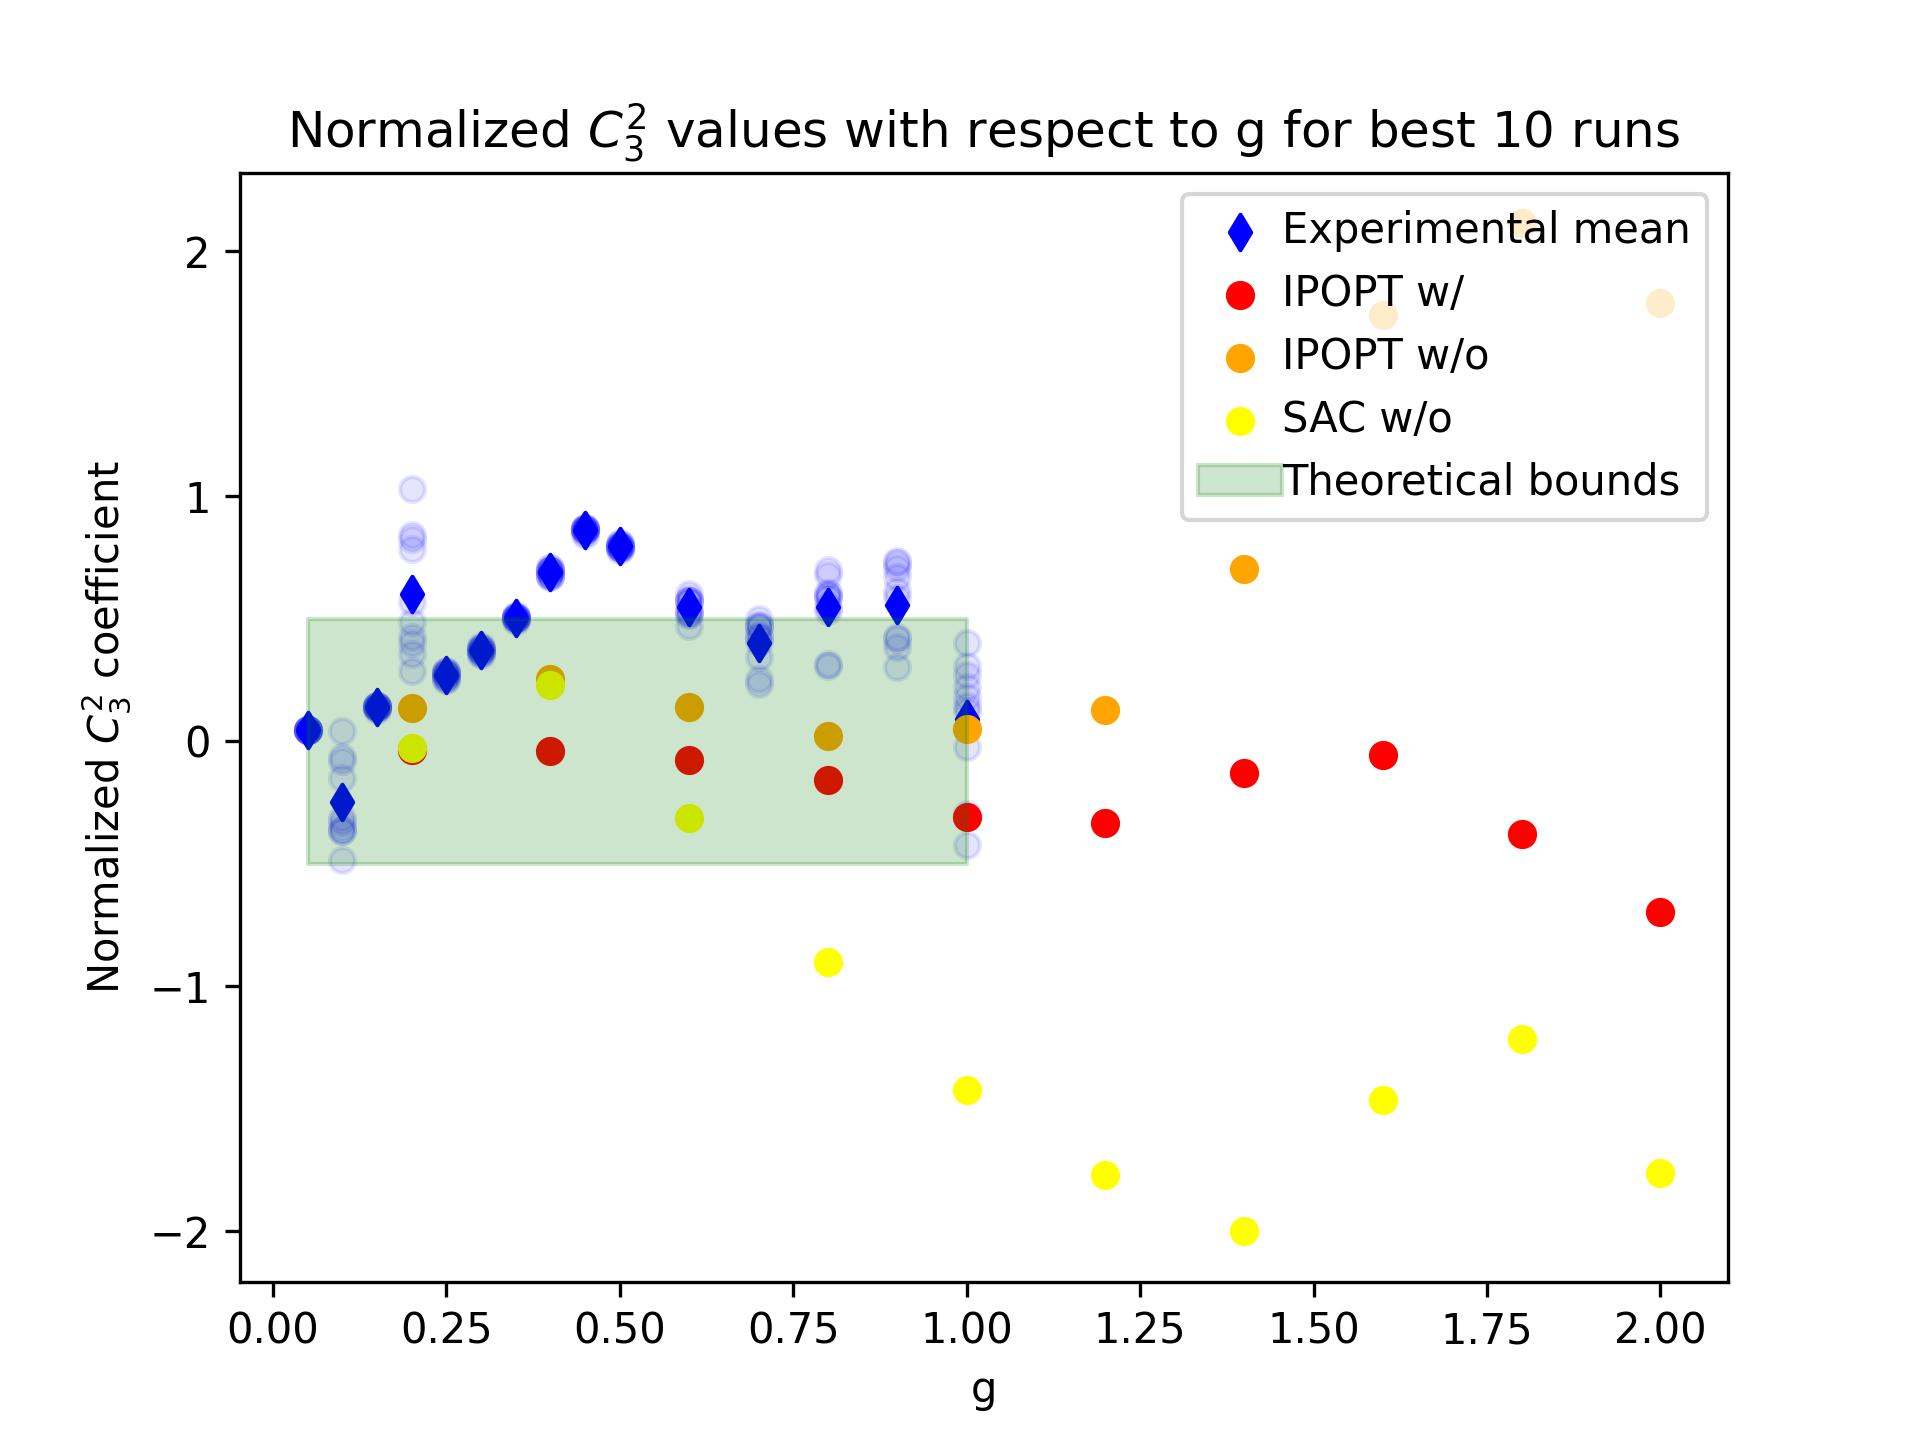 Normalized $C_3^2$ values with respect to g for best 10 runs
Experimental mean
IPOPT w/
IPOPT w/o
SAC w/o
Theoretical bounds
Normalized $C_3^2$ coefficient
2
1
0
−1
−2
0.00 0.25 0.50 0.75 1.00 1.25 1.50 1.75 2.00
g